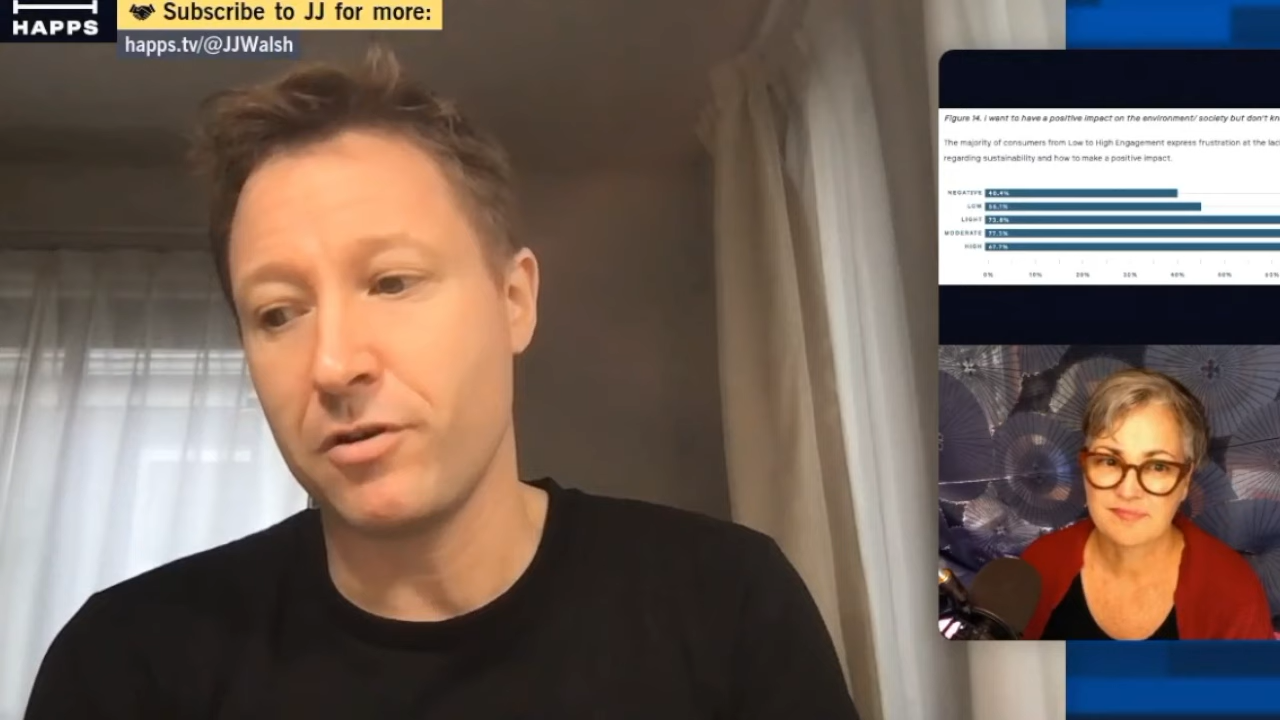 HAPPS
Subscribe to JJ for more:
happs.tv/@JJWalsh
Figure 14. I want to have a positive impact on the environment/ society but don't kn
The majority of consumers from Low to High Engagement express frustration at the lac
regarding sustainability and how to make a positive impact.
NEGATIVE
LOW
LIGHT 73.8%
MODERATE
HIGH
0% 10% 20% 30% 40%